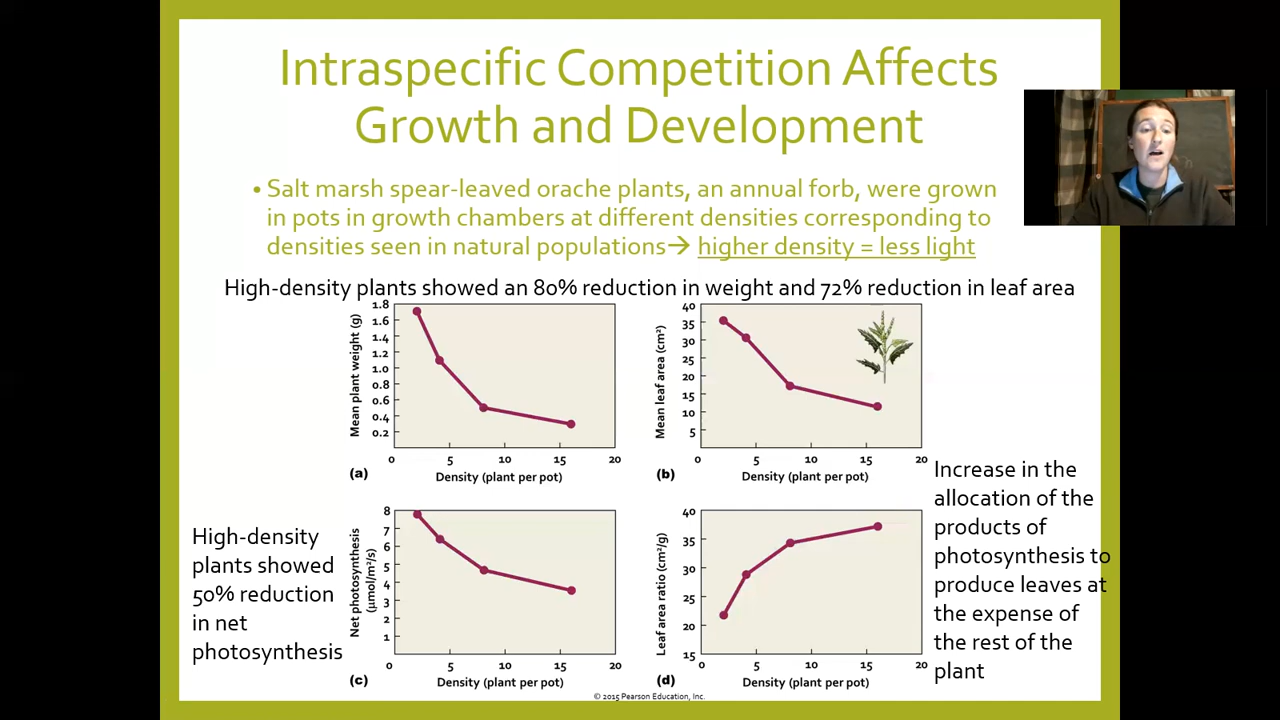 Intraspecific Competition Affects
Growth and Development
• Salt marsh spear-leaved orache plants, an annual forb, were grown
in pots in growth chambers at different densities corresponding to
densities seen in natural populations→ higher density = less light
High-density plants showed an 80% reduction in weight and 72% reduction in leaf area
Mean plant weight (g)
1.8
1.6
1.4
1.2
1.0
0.8
0.6
0.4
0.2
0 5 10 15 20
(a) Density (plant per pot)
Mean leaf area (cm²)
40
35
30
25
20
15
10
5
0 5 10 15 20
(b) Density (plant per pot)
High-density
plants showed
50% reduction
in net
photosynthesis
Net photosynthesis
(μmol/m²/s)
8
7
6
5
4
3
2
1
0 5 10 15 20
(c) Density (plant per pot)
Leaf area ratio (cm²/g)
40
35
30
25
20
15
0 5 10 15 20
(d) Density (plant per pot)
Increase in the
allocation of the
products of
photosynthesis to
produce leaves at
the expense of
the rest of the
plant
© 2015 Pearson Education, Inc.